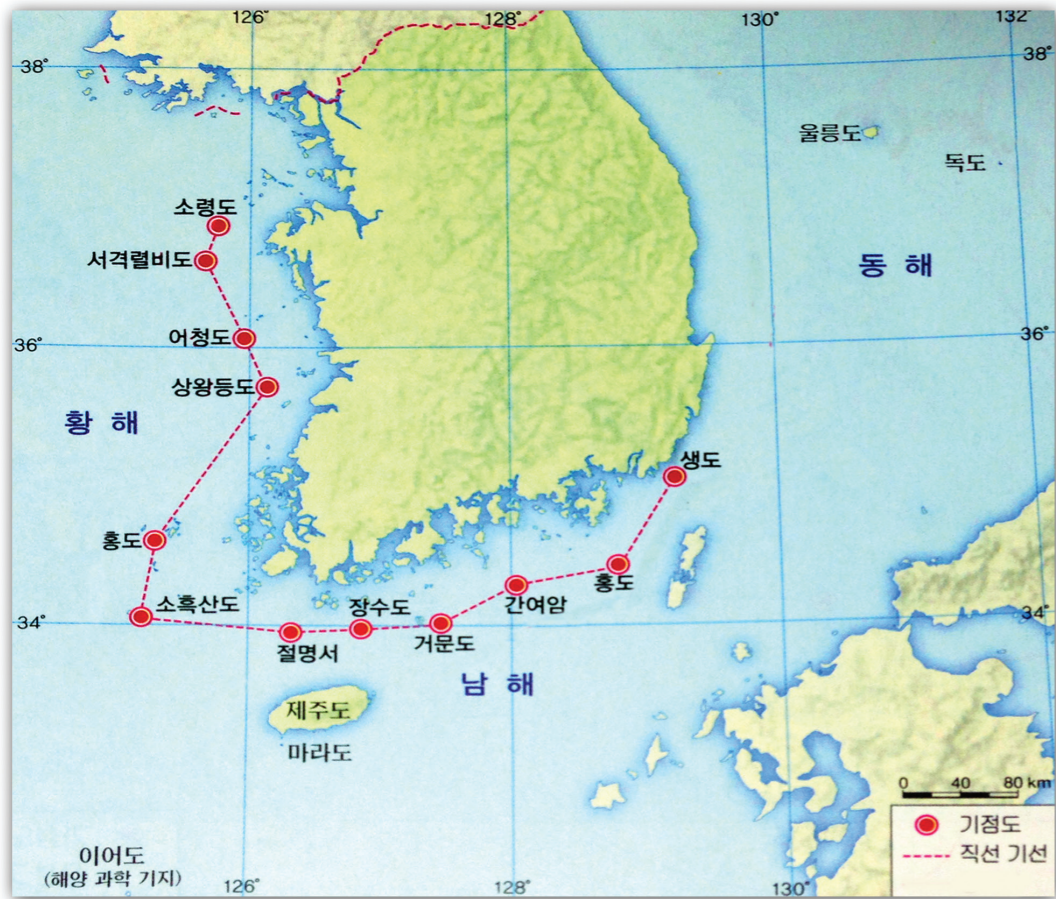 126°
128°
130°
132°
38°
38°
울릉도
독도
소령도
서격렬비도
동 해
어청도
36°
36°
상왕등도
황 해
생도
홍도
홍도
소흑산도
장수도
간여암
34°
34°
절명서
거문도
남 해
제주도
마라도
0 40 80 km
기점도
직선 기선
이어도
(해양 과학 기지)
126°
128°
130°